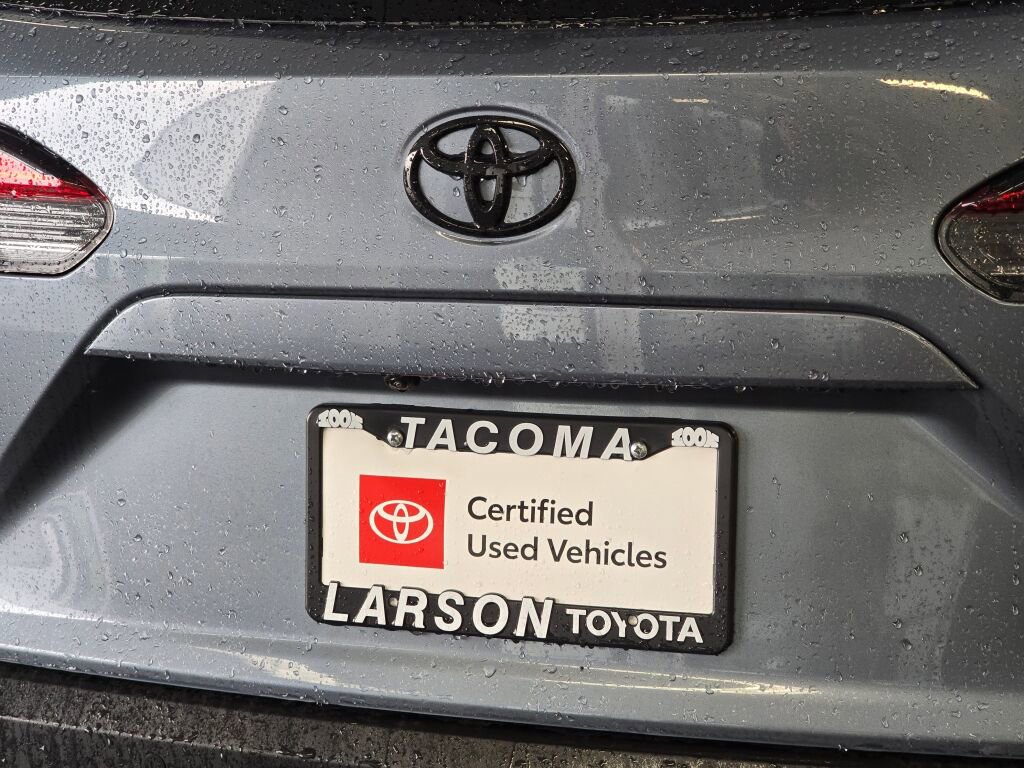 TACOMA
Certified
Used Vehicles
LARSON TOYOTA